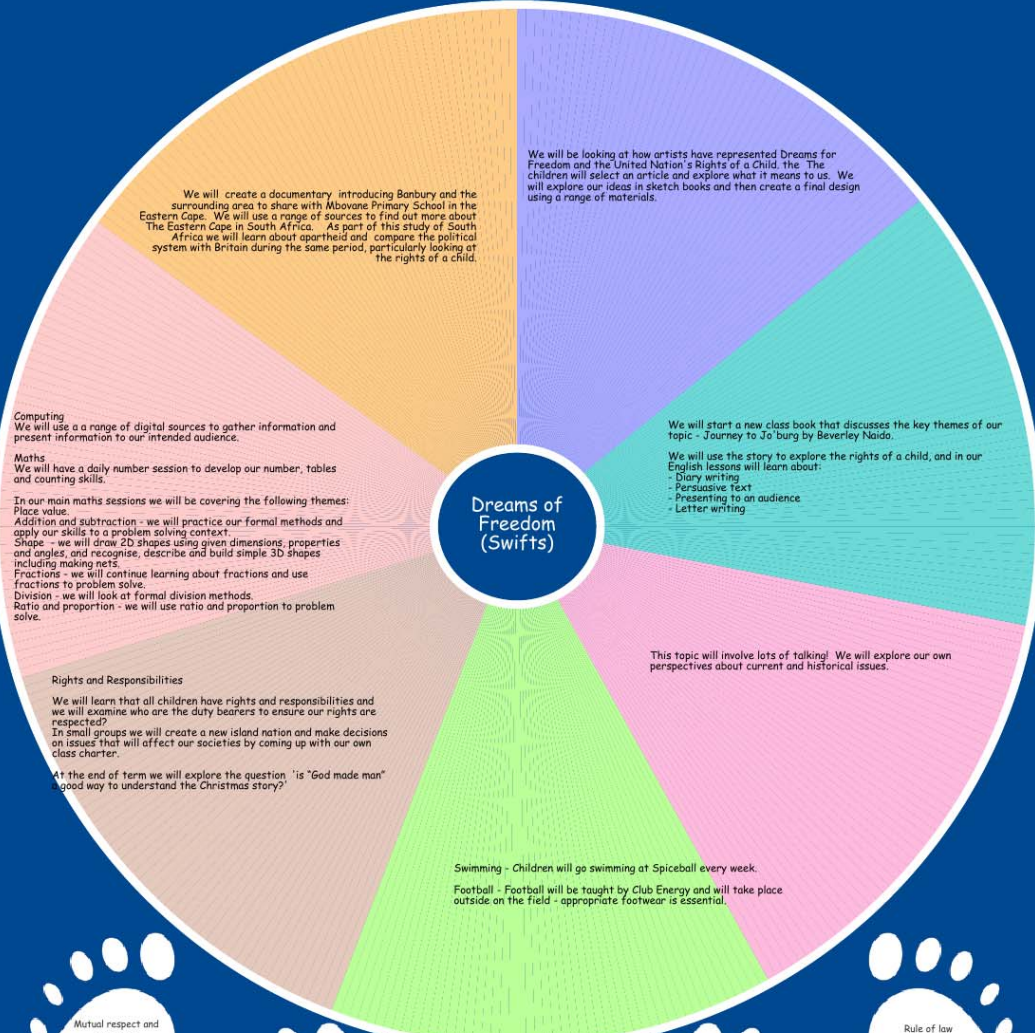 We will be looking at how artists have represented Dreams for
Freedom and the United Nation's Rights of a Child. the  The
children will select an article and explore what it means to us.  We
will explore our ideas in sketch books and then create a final design
using a range of materials.
We will  create a documentary  introducing Banbury and the
surrounding area to share with Mbovane Primary School in the
Eastern Cape.  We will use a range of sources to find out more about
The Eastern Cape in South Africa.    As part of this study of South
Africa we will learn about apartheid and  compare the political
system with Britain during the same period, particularly looking at
the rights of a child.
We will start a new class book that discusses the key themes of our
topic - Journey to Jo'burg by Beverley Naido.
We will use the story to explore the rights of a child, and in our
English lessons will learn about:
- Diary writing
- Persuasive text
- Presenting to an audience
- Letter writing
Computing
We will use a a range of digital sources to gather information and
present information to our intended audience.
Maths
We will have a daily number session to develop our number, tables
and counting skills.
In our main maths sessions we will be covering the following themes:
Place value.
Addition and subtraction - we will practice our formal methods and
apply our skills to a problem solving context.
Shape  - we will draw 2D shapes using given dimensions, properties
and angles, and recognise, describe and build simple 3D shapes
including making nets.
Fractions - we will continue learning about fractions and use
fractions to problem solve.
Division - we will look at formal division methods.
Ratio and proportion - we will use ratio and proportion to problem
solve.
Dreams of
Freedom
(Swifts)
This topic will involve lots of talking!  We will explore our own
perspectives about current and historical issues.
Rights and Responsibilities
We will learn that all children have rights and responsibilities and
we will examine who are the duty bearers to ensure our rights are
respected?
In small groups we will create a new island nation and make decisions
on issues that will affect our societies by coming up with our own
class charter.
At the end of term we will explore the question  'is "God made man"
a good way to understand the Christmas story?'
Swimming - Children will go swimming at Spiceball every week.
Football - Football will be taught by Club Energy and will take place
outside on the field - appropriate footwear is essential.
Mutual respect and
Rule of law